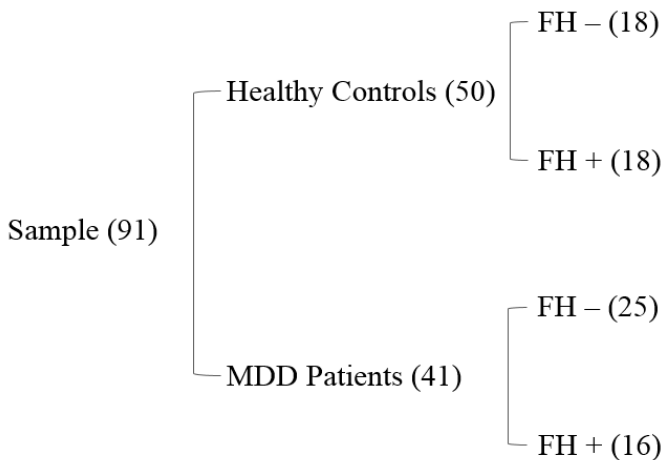 FH – (18)
Healthy Controls (50)
FH + (18)
Sample (91)
FH – (25)
MDD Patients (41)
FH + (16)